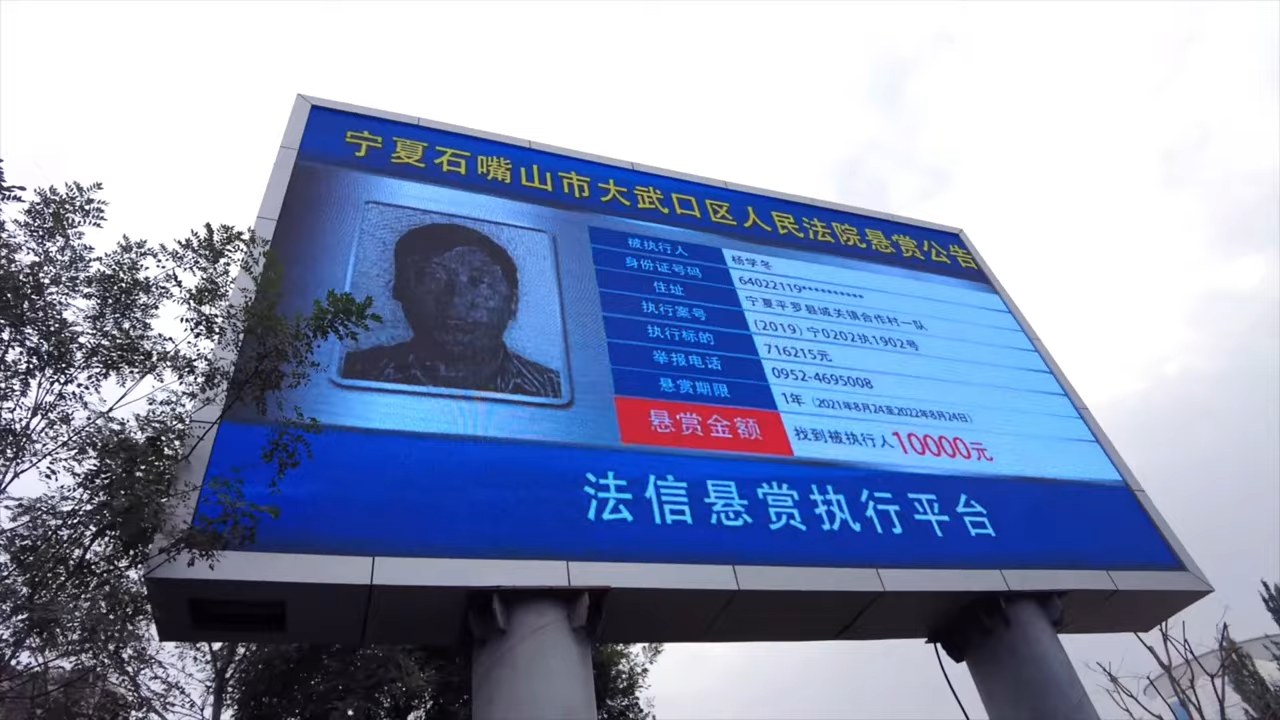 宁夏石嘴山市大武口区人民法院悬赏公告
被执行人 杨学冬
身份证号码 64022119**********
住址 宁夏平罗县城关镇合作村一队
执行案号 (2019)宁0202执1902号
执行标的 716215元
举报电话 0952-4695008
悬赏期限 1年（2021年8月24至2022年8月24日）
悬赏金额 找到被执行人10000元
法信悬赏执行平台